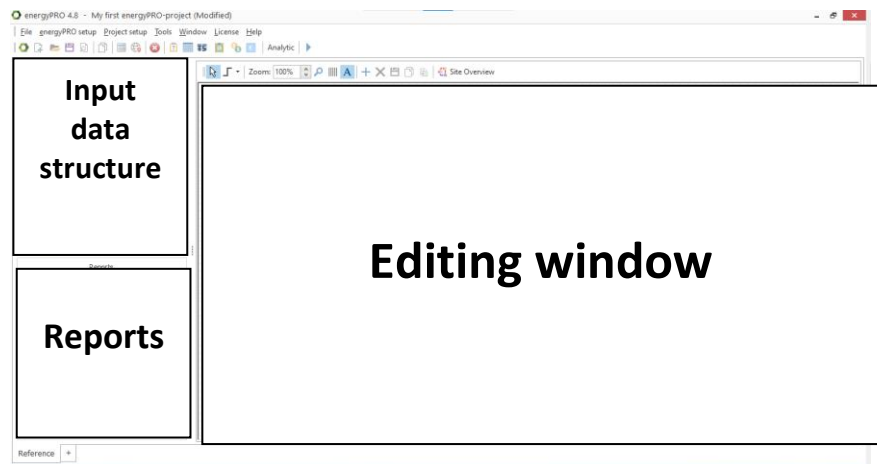 energyPRO 4.8 - My first energyPRO-project (Modified)
File energyPRO setup Project setup Tools Window License Help
Analytic
Zoom: 100% A Site Overview
Input
data
structure
Editing window
Reports
Reports
Reference +